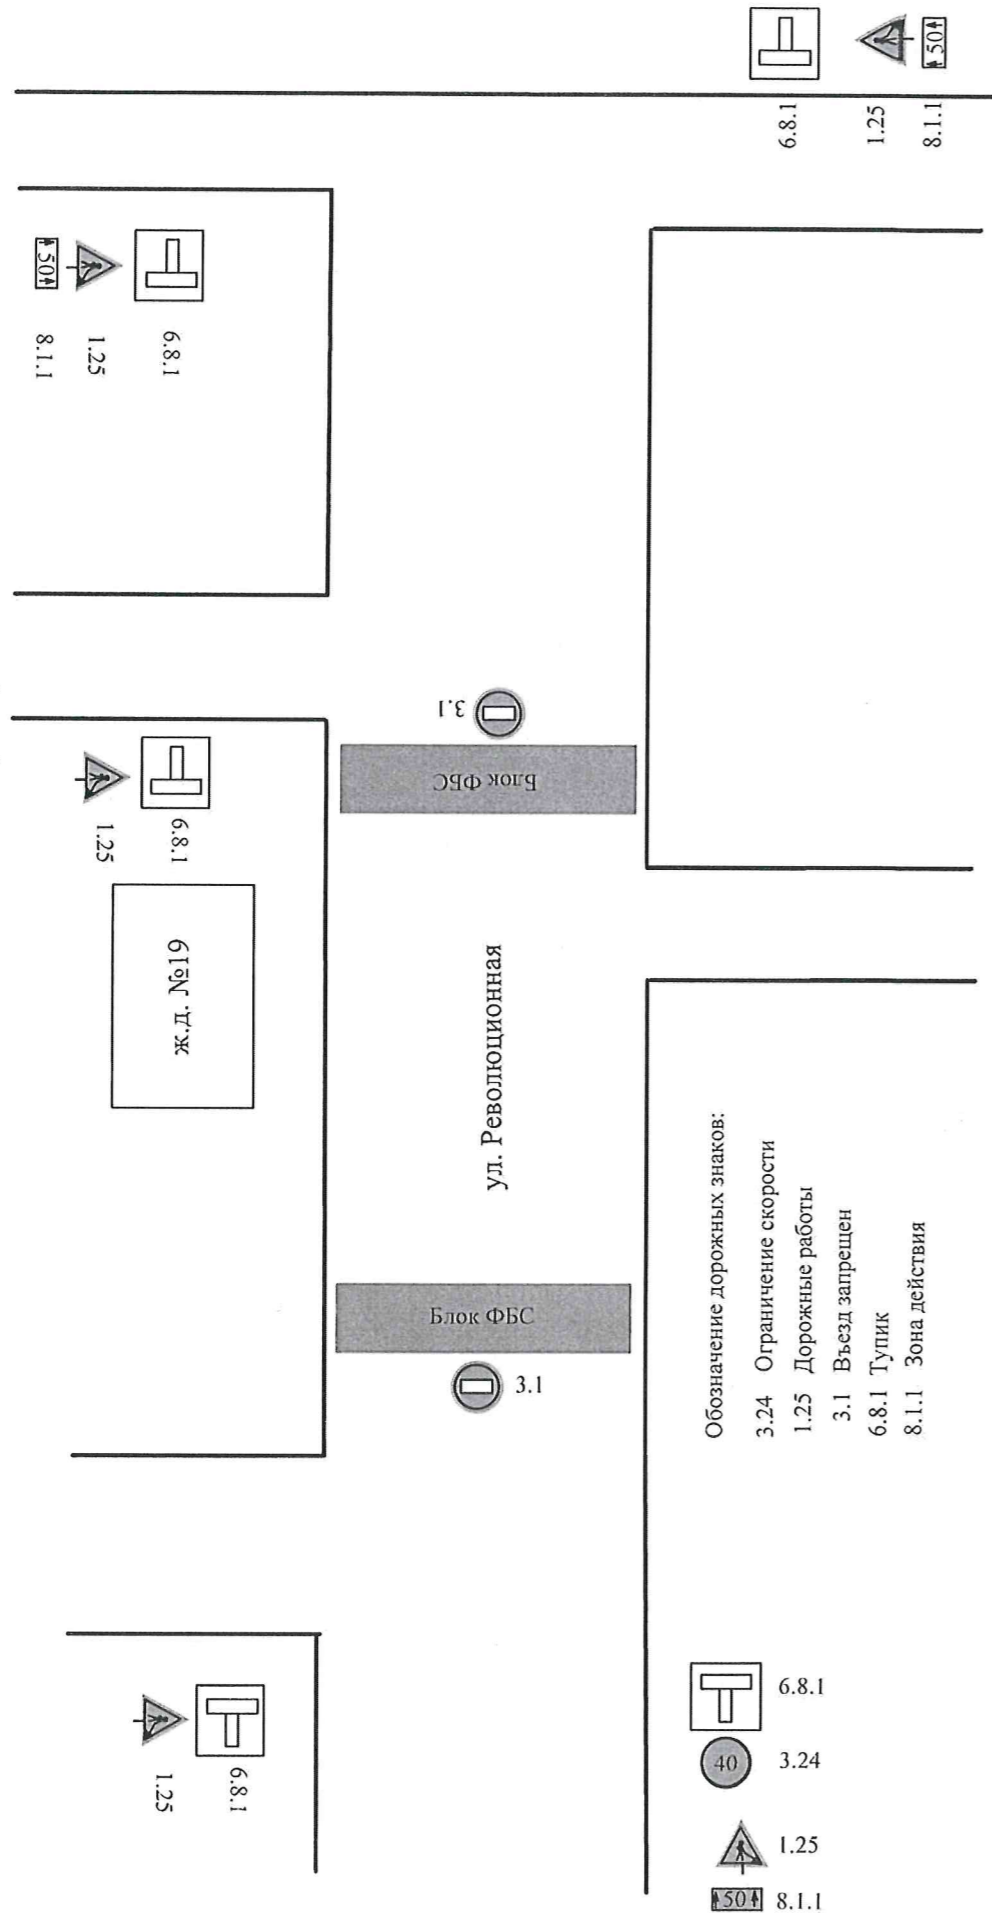 50
6.8.1
1.25
8.1.1
50
8.1.1
1.25
6.8.1
3.1
Блок ФБС
1.25
6.8.1
ж.д. №19
ул. Революционная
Блок ФБС
3.1
Обозначение дорожных знаков:
3.24 Ограничение скорости
1.25 Дорожные работы
3.1 Въезд запрещен
6.8.1 Тупик
8.1.1 Зона действия
1.25
6.8.1
6.8.1
40
3.24
1.25
50
8.1.1